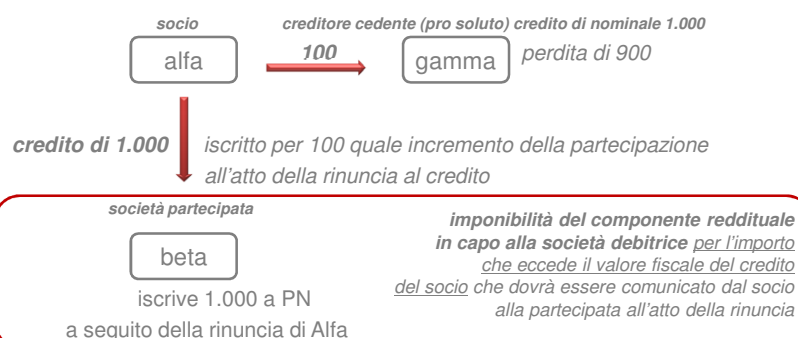 socio
creditore cedente (pro soluto) credito di nominale 1.000
alfa
100
gamma
perdita di 900
credito di 1.000
iscritto per 100 quale incremento della partecipazione
all'atto della rinuncia al credito
società partecipata
beta
iscrive 1.000 a PN
a seguito della rinuncia di Alfa
imponibilità del componente reddituale
in capo alla società debitrice per l'importo
che eccede il valore fiscale del credito
del socio che dovrà essere comunicato dal socio
alla partecipata all'atto della rinuncia